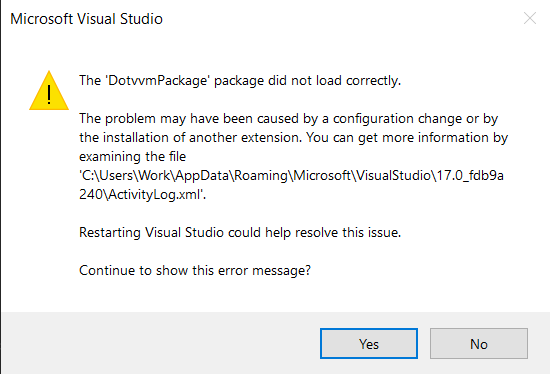 Microsoft Visual Studio
The 'DotvvmPackage' package did not load correctly.
The problem may have been caused by a configuration change or by
the installation of another extension. You can get more information by
examining the file
'C:\Users\Work\AppData\Roaming\Microsoft\VisualStudio\17.0_fdb9a
240\ActivityLog.xml'.
Restarting Visual Studio could help resolve this issue.
Continue to show this error message?
Yes
No